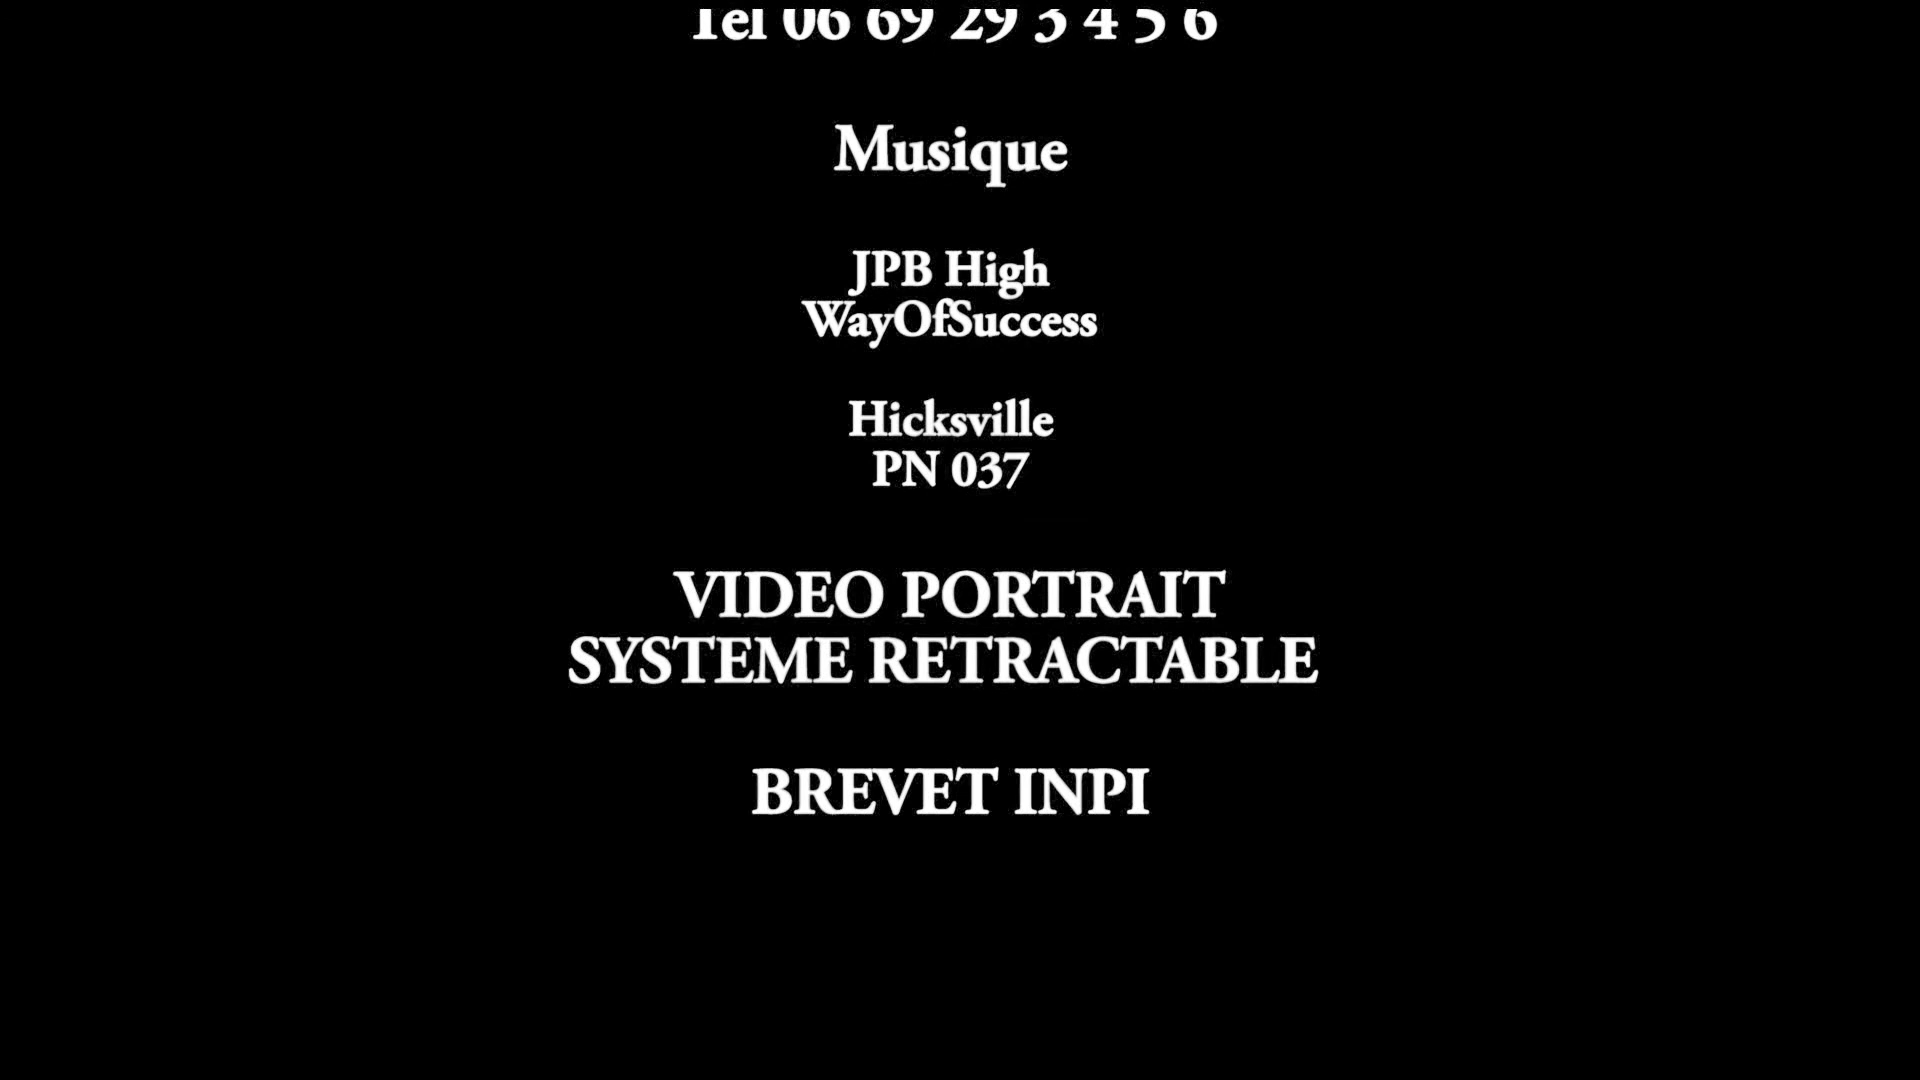 Tel 06 69 29 3 4 5 6
Musique
JPB High
WayOfSuccess
Hicksville
PN 037
VIDEO PORTRAIT
SYSTEME RETRACTABLE
BREVET INPI